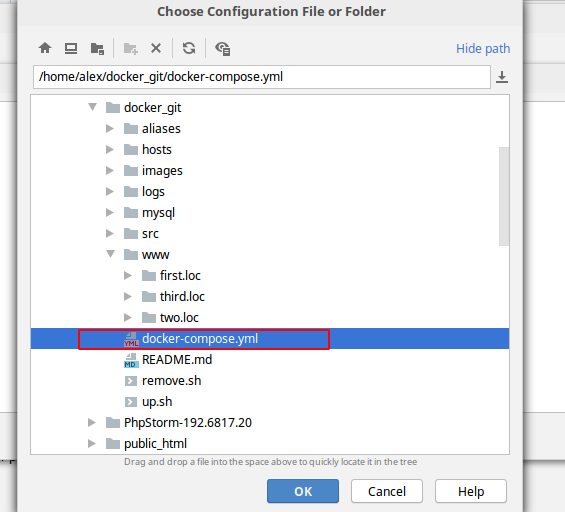 Choose Configuration File or Folder
Hide path
/home/alex/docker_git/docker-compose.yml
docker_git
aliases
hosts
images
logs
mysql
src
www
first.loc
third.loc
two.loc
YML docker-compose.yml
MD README.md
remove.sh
up.sh
PhpStorm-192.6817.20
public_html
Drag and drop a file into the space above to quickly locate it in the tree
OK Cancel Help